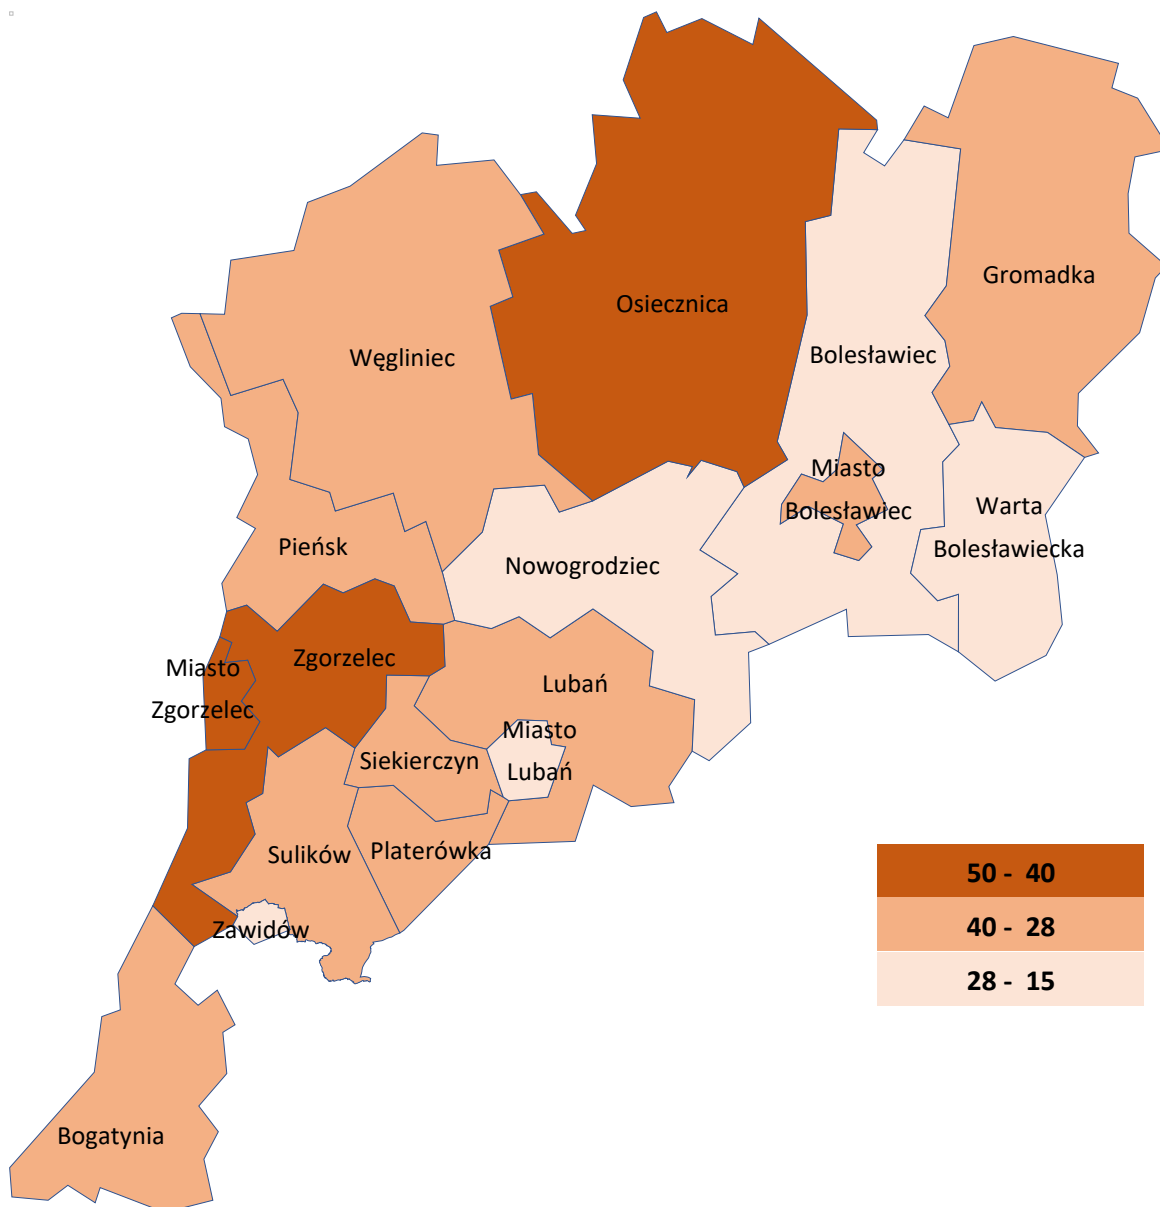 Gromadka
Osiecznica
Węgliniec
Bolesławiec
Miasto
Bolesławiec
Warta
Bolesławiecka
Pieńsk
Nowogrodziec
Zgorzelec
Miasto
Zgorzelec
Lubań
Miasto
Lubań
Siekierczyn
Sulików
Platerówka
Zawidów
Bogatynia
50 - 40
40 - 28
28 - 15